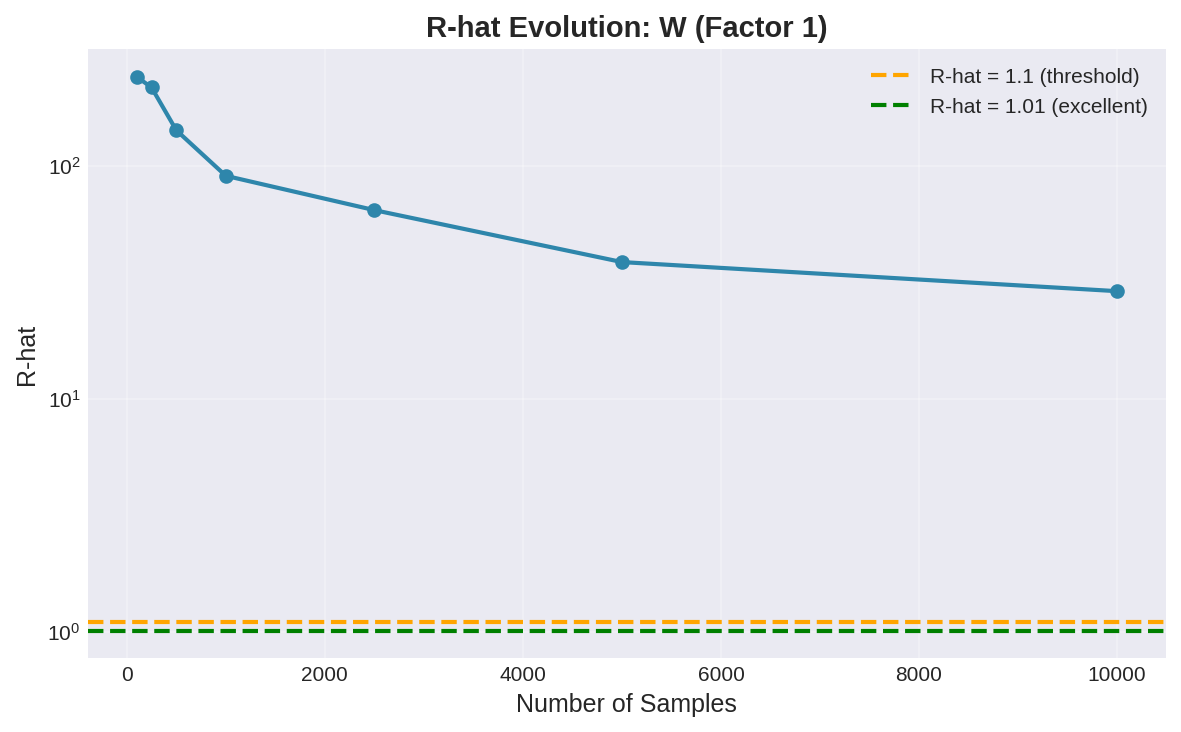 R-hat Evolution: W (Factor 1)
R-hat = 1.1 (threshold)
R-hat = 1.01 (excellent)
10²
10¹
10⁰
R-hat
0 2000 4000 6000 8000 10000
Number of Samples